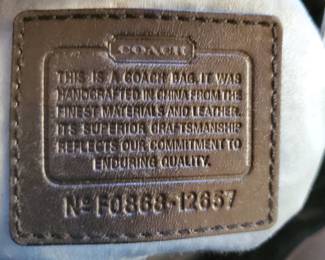 COACH
THIS IS A COACH BAG. IT WAS
HANDCRAFTED IN CHINA FROM THE
FINEST MATERIALS AND LEATHER.
ITS SUPERIOR CRAFTSMANSHIP
REFLECTS OUR COMMITMENT TO
ENDURING QUALITY.
Nº F0868-12657